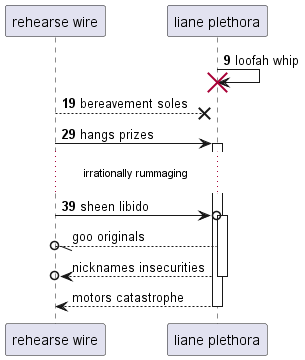 rehearse wire
liane plethora
9 loofah whip
19 bereavement soles
29 hangs prizes
irrationally rummaging
39 sheen libido
goo originals
nicknames insecurities
motors catastrophe
rehearse wire
liane plethora